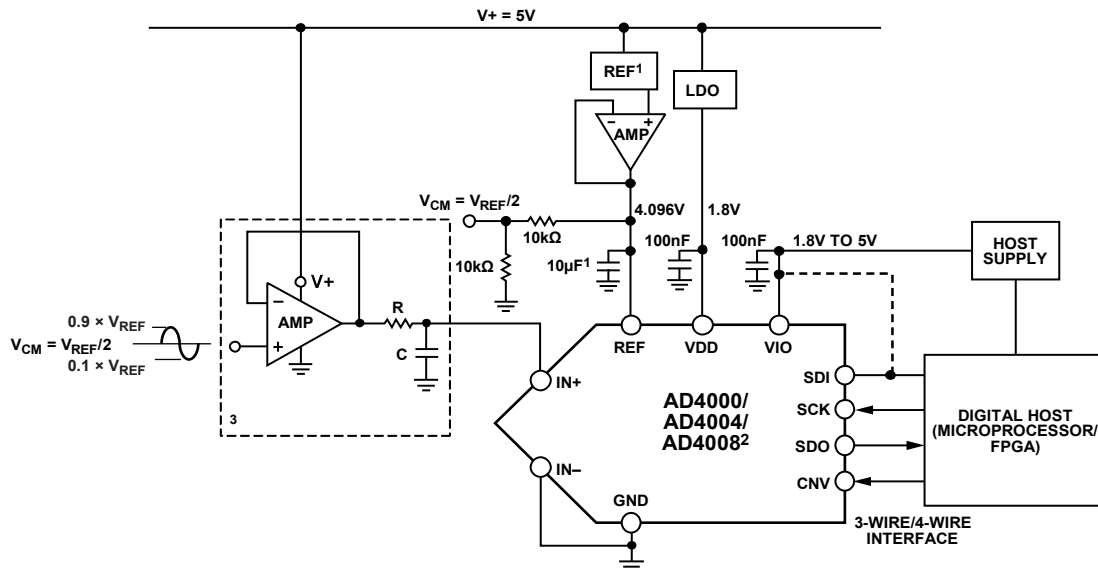 V+ = 5V
REF1
LDO
− +
AMP
VCM = VREF/2
4.096V
1.8V
10kΩ
10kΩ
10µF1
100nF
100nF
1.8V TO 5V
HOST
SUPPLY
V+
−
AMP
+
R
C
3
0.9 × VREF
VCM = VREF/2
0.1 × VREF
REF
VDD
VIO
IN+
IN−
GND
AD4000/
AD4004/
AD40082
SDI
SCK
SDO
CNV
DIGITAL HOST
(MICROPROCESSOR/
FPGA)
3-WIRE/4-WIRE
INTERFACE